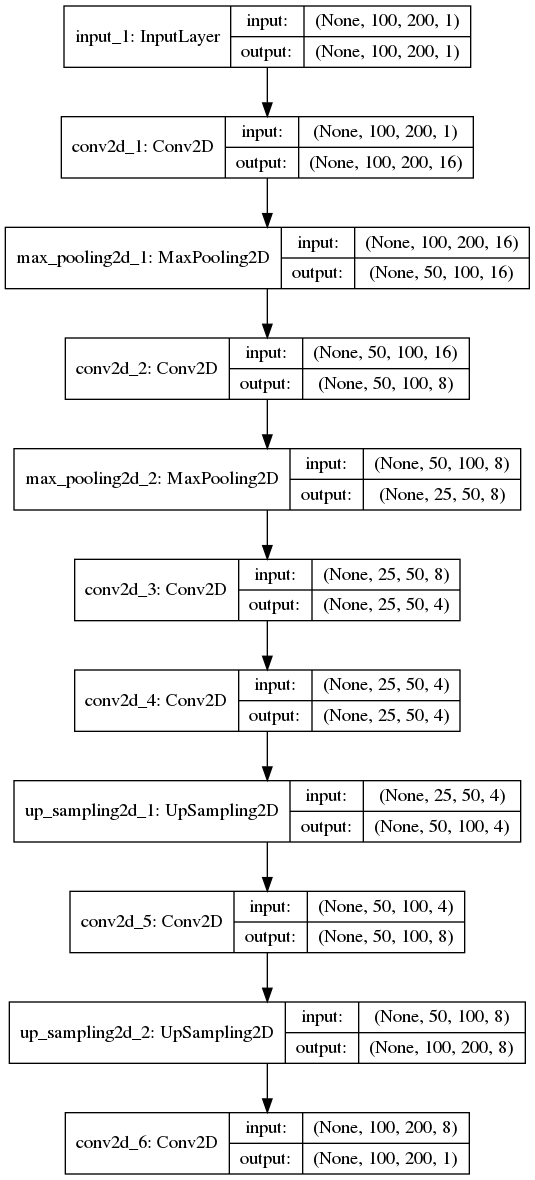 input_1: InputLayer
input: (None, 100, 200, 1)
output: (None, 100, 200, 1)
conv2d_1: Conv2D
input: (None, 100, 200, 1)
output: (None, 100, 200, 16)
max_pooling2d_1: MaxPooling2D
input: (None, 100, 200, 16)
output: (None, 50, 100, 16)
conv2d_2: Conv2D
input: (None, 50, 100, 16)
output: (None, 50, 100, 8)
max_pooling2d_2: MaxPooling2D
input: (None, 50, 100, 8)
output: (None, 25, 50, 8)
conv2d_3: Conv2D
input: (None, 25, 50, 8)
output: (None, 25, 50, 4)
conv2d_4: Conv2D
input: (None, 25, 50, 4)
output: (None, 25, 50, 4)
up_sampling2d_1: UpSampling2D
input: (None, 25, 50, 4)
output: (None, 50, 100, 4)
conv2d_5: Conv2D
input: (None, 50, 100, 4)
output: (None, 50, 100, 8)
up_sampling2d_2: UpSampling2D
input: (None, 50, 100, 8)
output: (None, 100, 200, 8)
conv2d_6: Conv2D
input: (None, 100, 200, 8)
output: (None, 100, 200, 1)